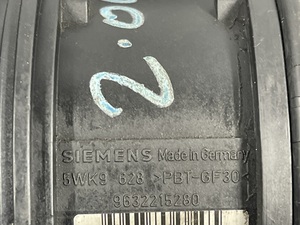 2.0
SIEMENS Made in Germany
5WK9 628 >PBT-GF30<
9632215280